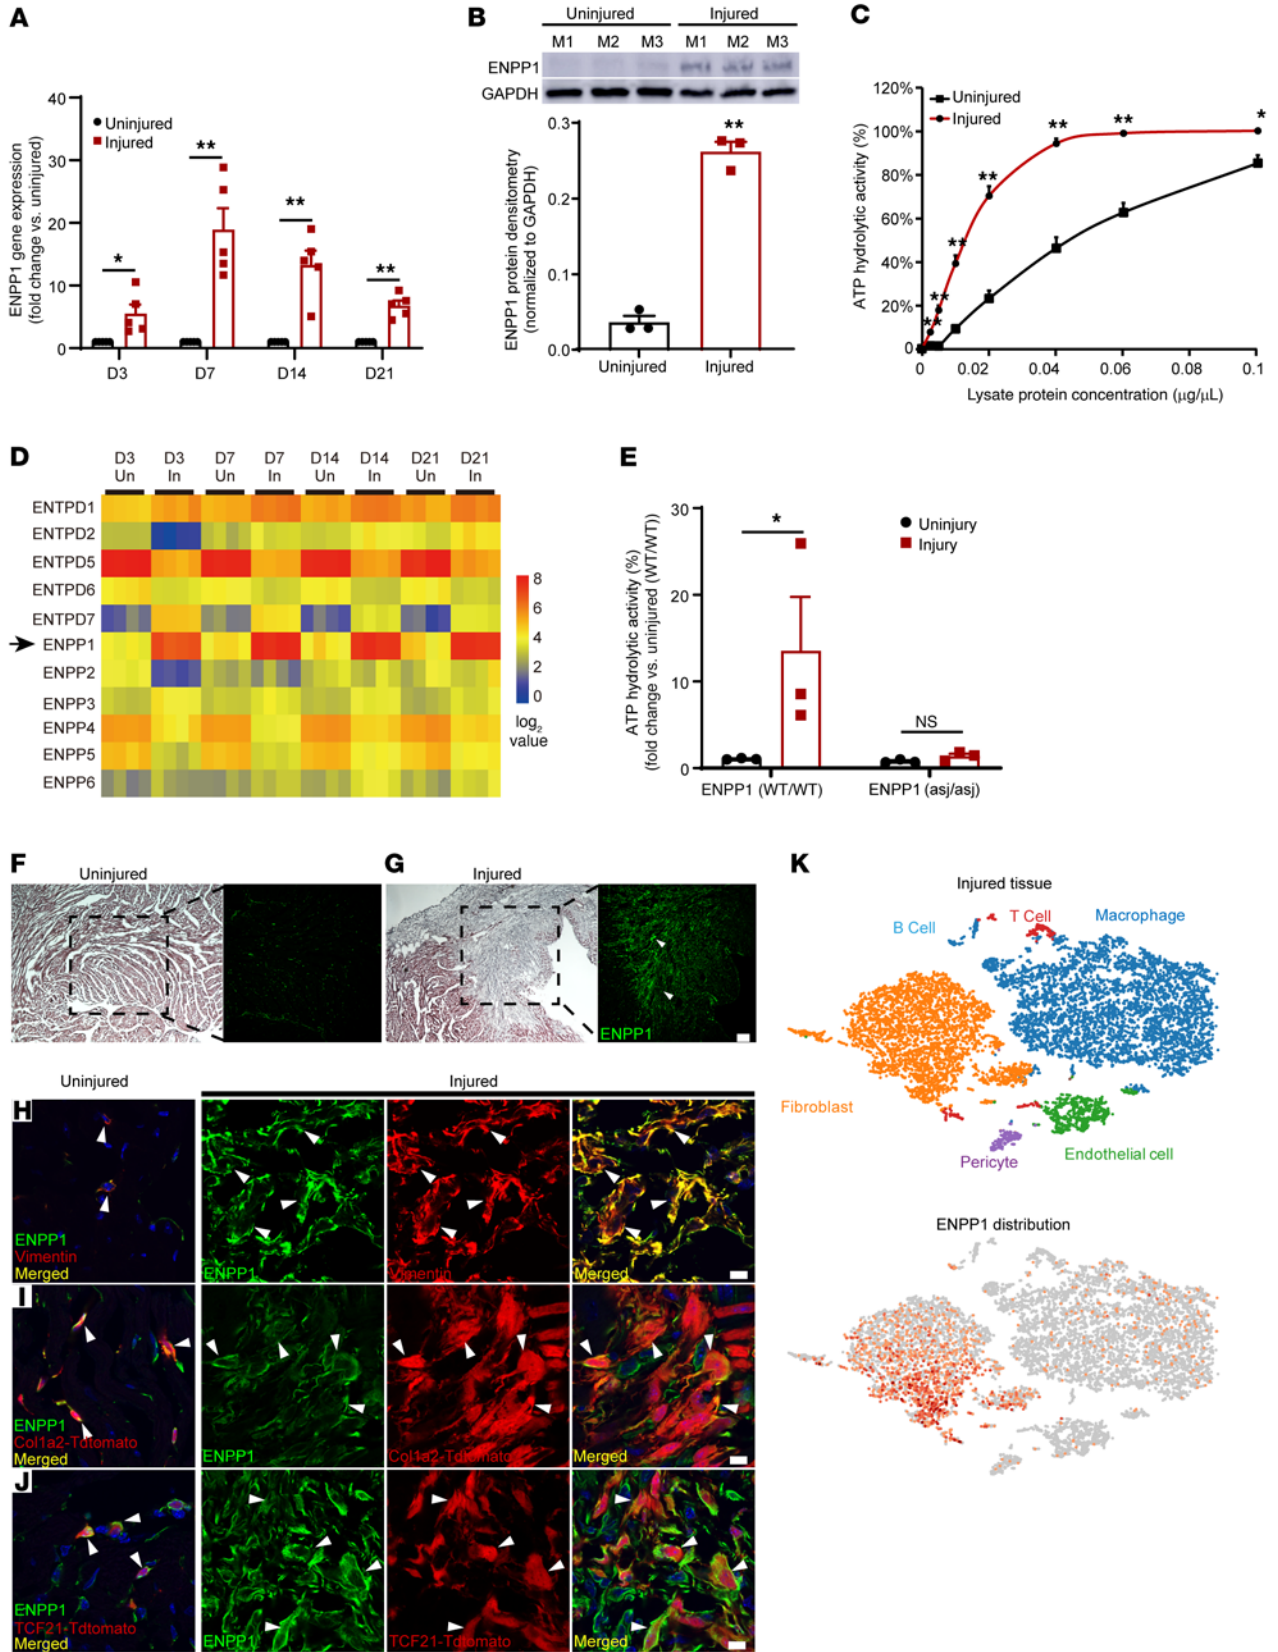 A
40
30
20
10
0
ENPP1 gene expression
(fold change vs. uninjured)
Uninjured
Injured
*
**
**
**
D3
D7
D14
D21
B
Uninjured
Injured
M1 M2 M3 M1 M2 M3
ENPP1
GAPDH
0.3
0.2
0.1
0.0
ENPP1 protein densitometry
(normalized to GAPDH)
**
Uninjured
Injured
C
120%
100%
80%
60%
40%
20%
0
ATP hydrolytic activity (%)
Uninjured
Injured
**
**
**
**
**
**
*
0 0.02 0.04 0.06 0.08 0.1
Lysate protein concentration (μg/μL)
D
D3 D3 D7 D7 D14 D14 D21 D21
Un In Un In Un In Un In
ENTPD1
ENTPD2
ENTPD5
ENTPD6
ENTPD7
ENPP1
ENPP2
ENPP3
ENPP4
ENPP5
ENPP6
8
6
4
2
0
log2
value
E
30
20
10
0
ATP hydrolytic activity (%)
(fold change vs. uninjured (WT/WT))
Uninjury
Injury
*
NS
ENPP1 (WT/WT)
ENPP1 (asj/asj)
F
Uninjured
G
Injured
ENPP1
Uninjured
Injured
H
ENPP1
Vimentin
Merged
ENPP1
Vimentin
Merged
I
ENPP1
Col1a2-Tdtomato
Merged
ENPP1
Col1a2-Tdtomato
Merged
J
ENPP1
TCF21-Tdtomato
Merged
ENPP1
TCF21-Tdtomato
Merged
K
Injured tissue
B Cell
T Cell
Macrophage
Fibroblast
Pericyte
Endothelial cell
ENPP1 distribution